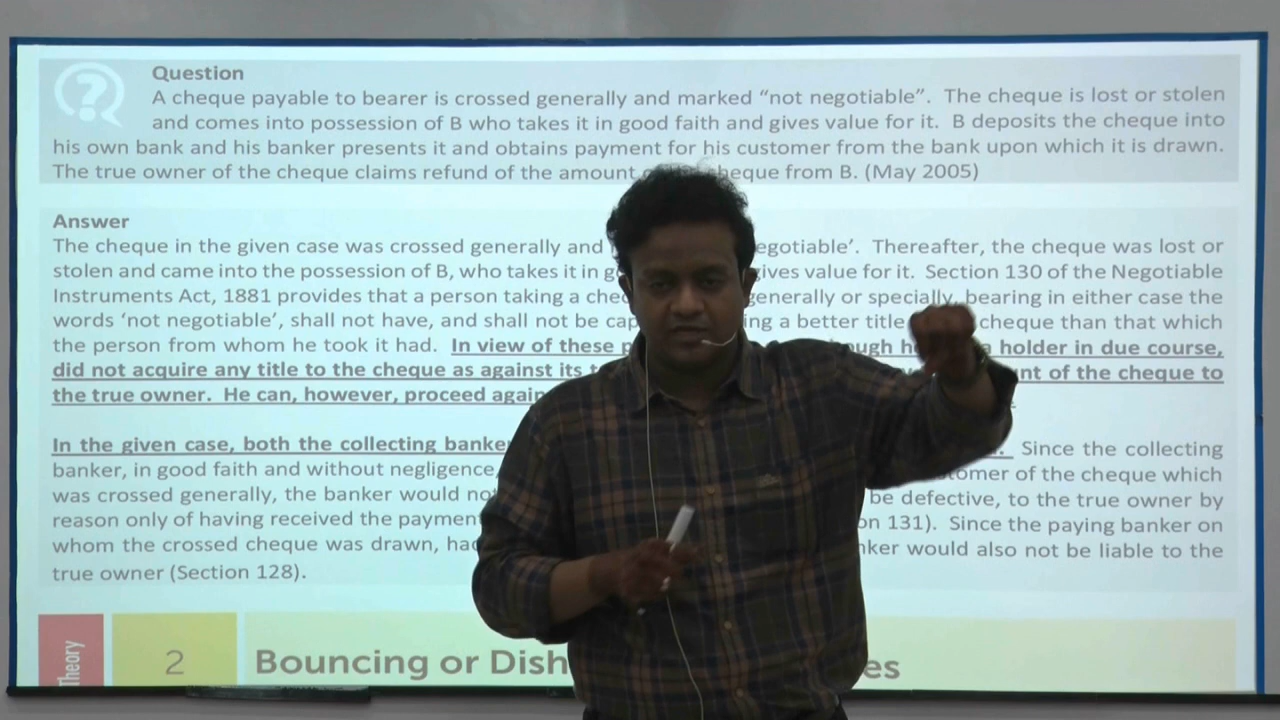 Question
A cheque payable to bearer is crossed generally and marked “not negotiable”. The cheque is lost or stolen
and comes into possession of B who takes it in good faith and gives value for it. B deposits the cheque into
his own bank and his banker presents it and obtains payment for his customer from the bank upon which it is drawn.
The true owner of the cheque claims refund of the amount cheque from B. (May 2005)
Answer
The cheque in the given case was crossed generally and negotiable’. Thereafter, the cheque was lost or
stolen and came into the possession of B, who takes it in gives value for it. Section 130 of the Negotiable
Instruments Act, 1881 provides that a person taking a generally or specially, bearing in either case the
words ‘not negotiable’, shall not have, and shall not be a better title cheque than that which
the person from whom he took it had. In view of these a holder in due course,
did not acquire any title to the cheque as against its of the cheque to
the true owner. He can, however, proceed
In the given case, both the collecting banker Since the collecting
banker, in good faith and without negligence, of the cheque which
was crossed generally, the banker would be defective, to the true owner by
reason only of having received the payment 131). Since the paying banker on
whom the crossed cheque was drawn, would also not be liable to the
true owner (Section 128).
Theory
2
Bouncing or